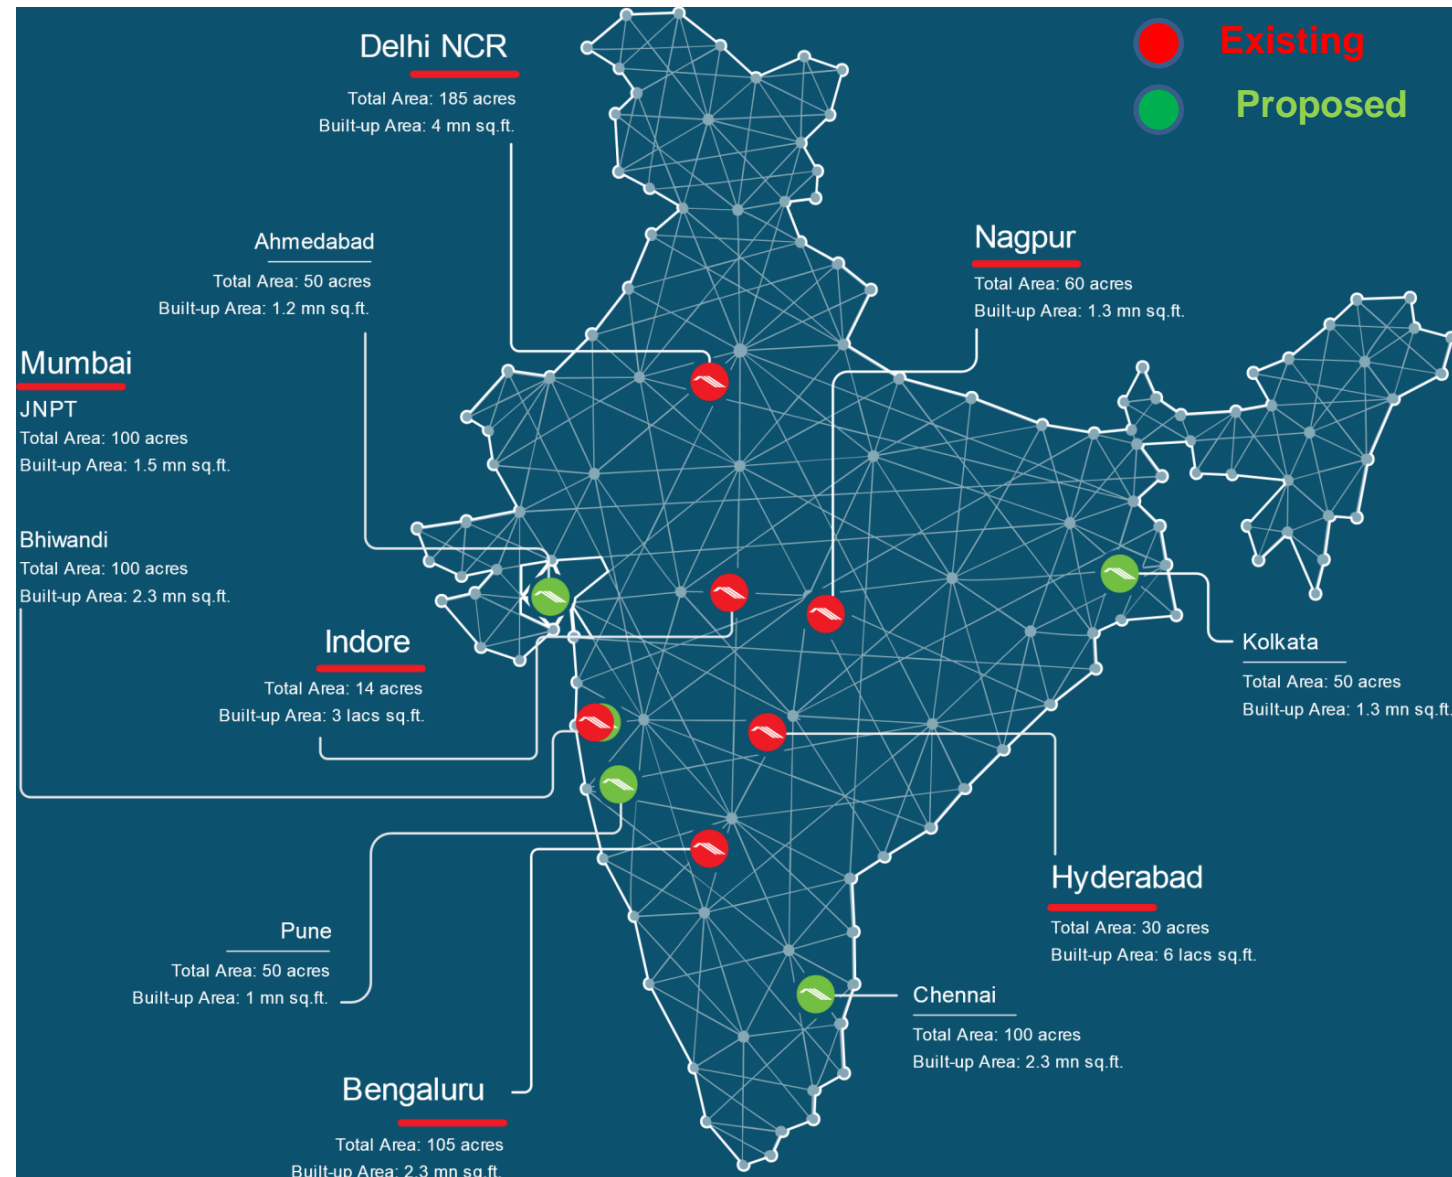 Existing
Proposed
Delhi NCR
Total Area: 185 acres
Built-up Area: 4 mn sq.ft.
Ahmedabad
Total Area: 50 acres
Built-up Area: 1.2 mn sq.ft.
Nagpur
Total Area: 60 acres
Built-up Area: 1.3 mn sq.ft.
Mumbai
JNPT
Total Area: 100 acres
Built-up Area: 1.5 mn sq.ft.
Bhiwandi
Total Area: 100 acres
Built-up Area: 2.3 mn sq.ft.
Indore
Total Area: 14 acres
Built-up Area: 3 lacs sq.ft.
Kolkata
Total Area: 50 acres
Built-up Area: 1.3 mn sq.ft.
Hyderabad
Total Area: 30 acres
Built-up Area: 6 lacs sq.ft.
Pune
Total Area: 50 acres
Built-up Area: 1 mn sq.ft.
Chennai
Total Area: 100 acres
Built-up Area: 2.3 mn sq.ft.
Bengaluru
Total Area: 105 acres
Built-up Area: 2.3 mn sq.ft.